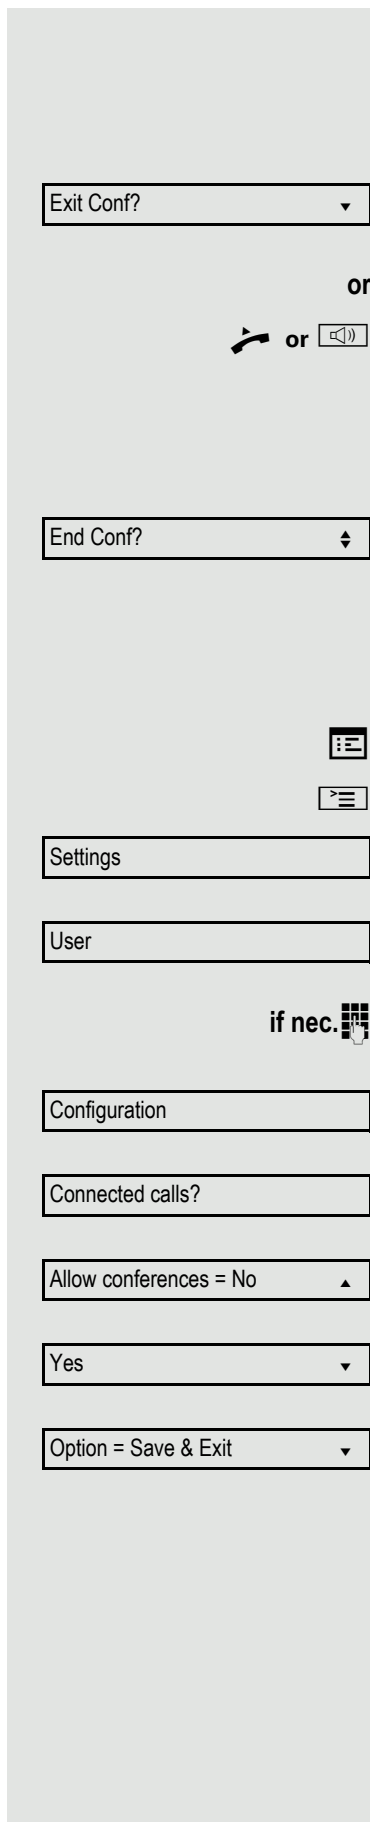 Exit Conf?
or
or
End Conf?
Settings
User
if nec.
Configuration
Connected calls?
Allow conferences = No
Yes
Option = Save & Exit